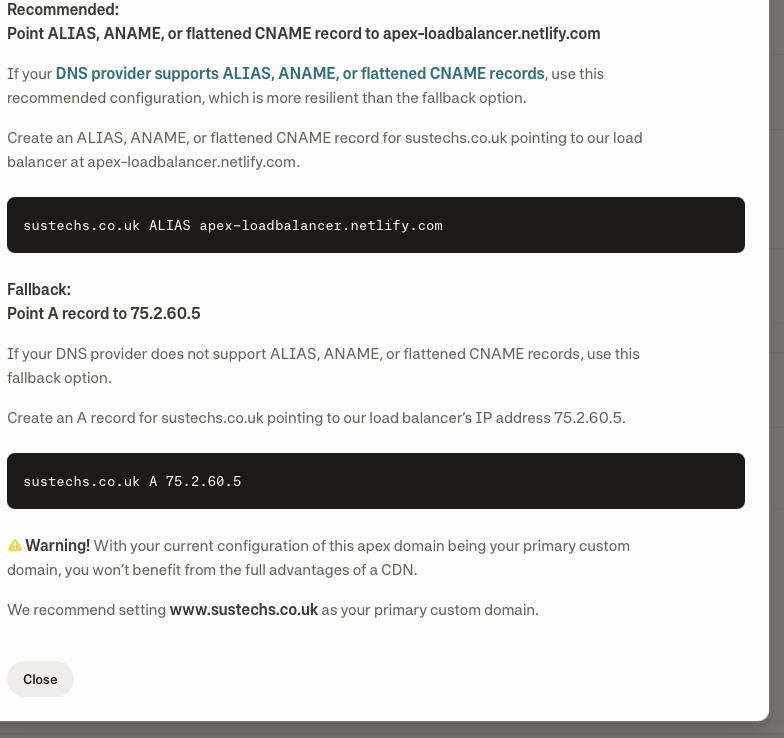 Recommended:
Point ALIAS, ANAME, or flattened CNAME record to apex-loadbalancer.netlify.com
If your DNS provider supports ALIAS, ANAME, or flattened CNAME records, use this
recommended configuration, which is more resilient than the fallback option.
Create an ALIAS, ANAME, or flattened CNAME record for sustechs.co.uk pointing to our load
balancer at apex-loadbalancer.netlify.com.
sustechs.co.uk ALIAS apex-loadbalancer.netlify.com
Fallback:
Point A record to 75.2.60.5
If your DNS provider does not support ALIAS, ANAME, or flattened CNAME records, use this
fallback option.
Create an A record for sustechs.co.uk pointing to our load balancer’s IP address 75.2.60.5.
sustechs.co.uk A 75.2.60.5
⚠️ Warning! With your current configuration of this apex domain being your primary custom
domain, you won’t benefit from the full advantages of a CDN.
We recommend setting www.sustechs.co.uk as your primary custom domain.
Close